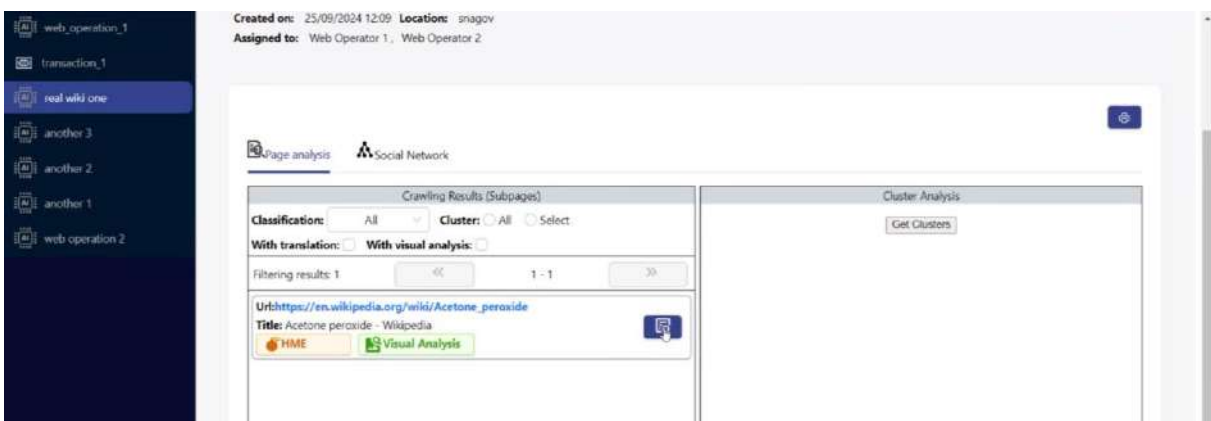 web_operation_1
transaction_1
real wiki one
another 3
another 2
another 1
web operation 2
Created on: 25/09/2024 12:09 Location: snagov
Assigned to: Web Operator 1, Web Operator 2
Page analysis Social Network
Crawling Results (Subpages)
Classification: All Cluster: All Select
With translation: With visual analysis:
Filtering results: 1 << 1 - 1 >>
Url:https://en.wikipedia.org/wiki/Acetone_peroxide
Title: Acetone peroxide - Wikipedia
HME Visual Analysis
Cluster Analysis
Get Clusters